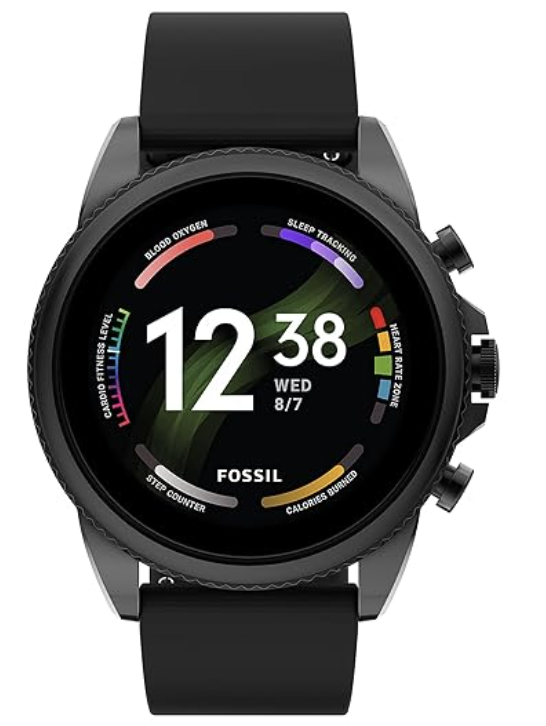 BLOOD OXYGEN
SLEEP TRACKING
CARDIO FITNESS LEVEL
12 38
WED
8/7
HEART RATE ZONE
FOSSIL
STEP COUNTER
CALORIES BURNED